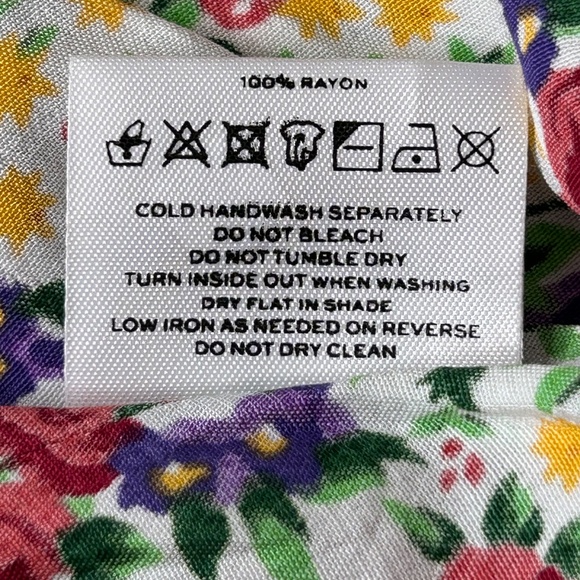 100% RAYON
COLD HANDWASH SEPARATELY
DO NOT BLEACH
DO NOT TUMBLE DRY
TURN INSIDE OUT WHEN WASHING
DRY FLAT IN SHADE
LOW IRON AS NEEDED ON REVERSE
DO NOT DRY CLEAN